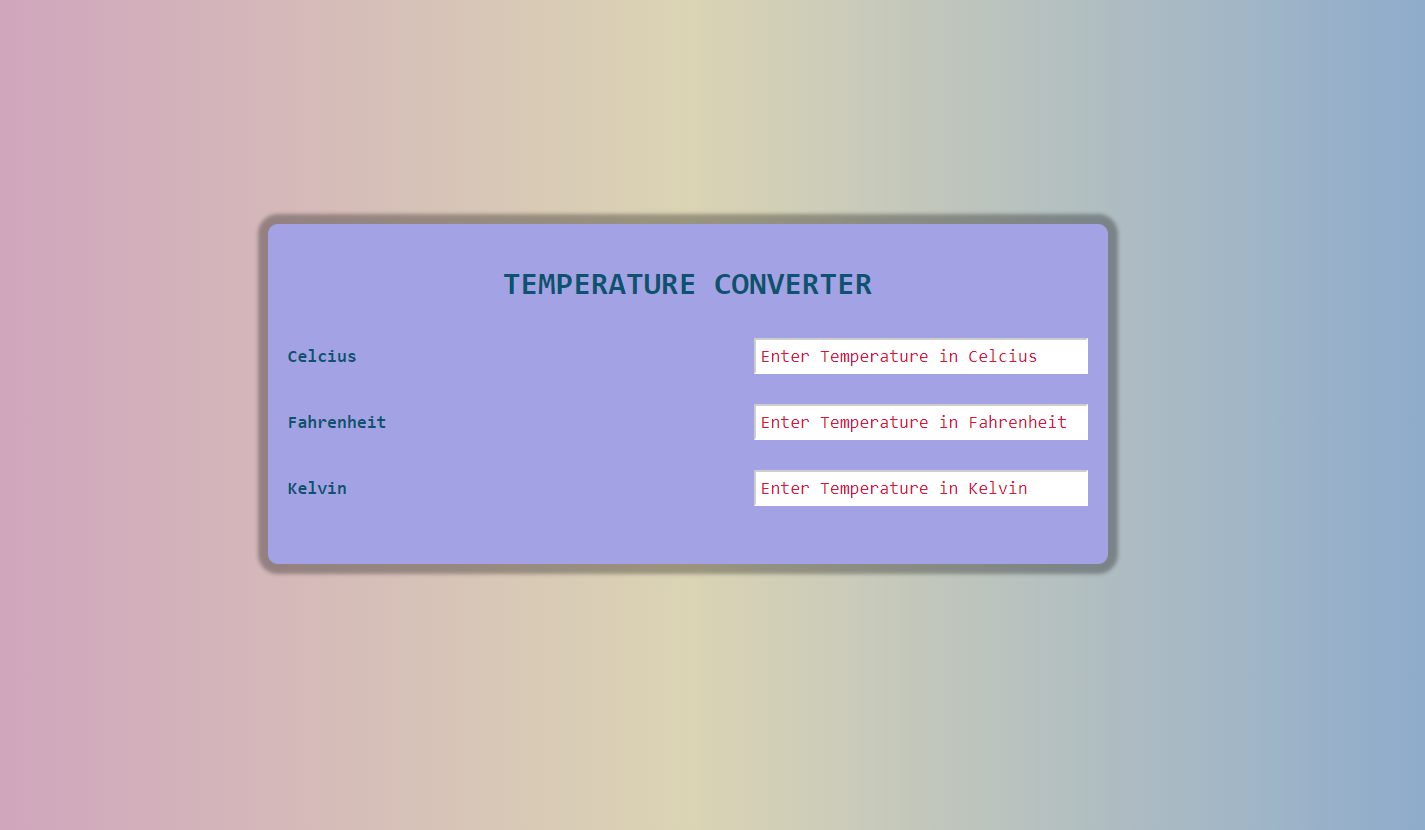 TEMPERATURE CONVERTER
Celcius
Enter Temperature in Celcius
Fahrenheit
Enter Temperature in Fahrenheit
Kelvin
Enter Temperature in Kelvin